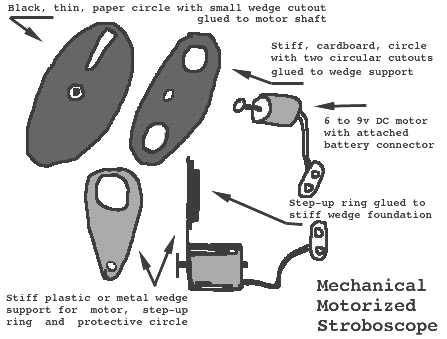 Black, thin, paper circle with small wedge cutout
glued to motor shaft
Stiff, cardboard, circle
with two circular cutouts
glued to wedge support
6 to 9v DC motor
with attached
battery connector
Step-up ring glued to
stiff wedge foundation
Stiff plastic or metal wedge
support for motor, step-up
ring and protective circle
Mechanical
Motorized
Stroboscope